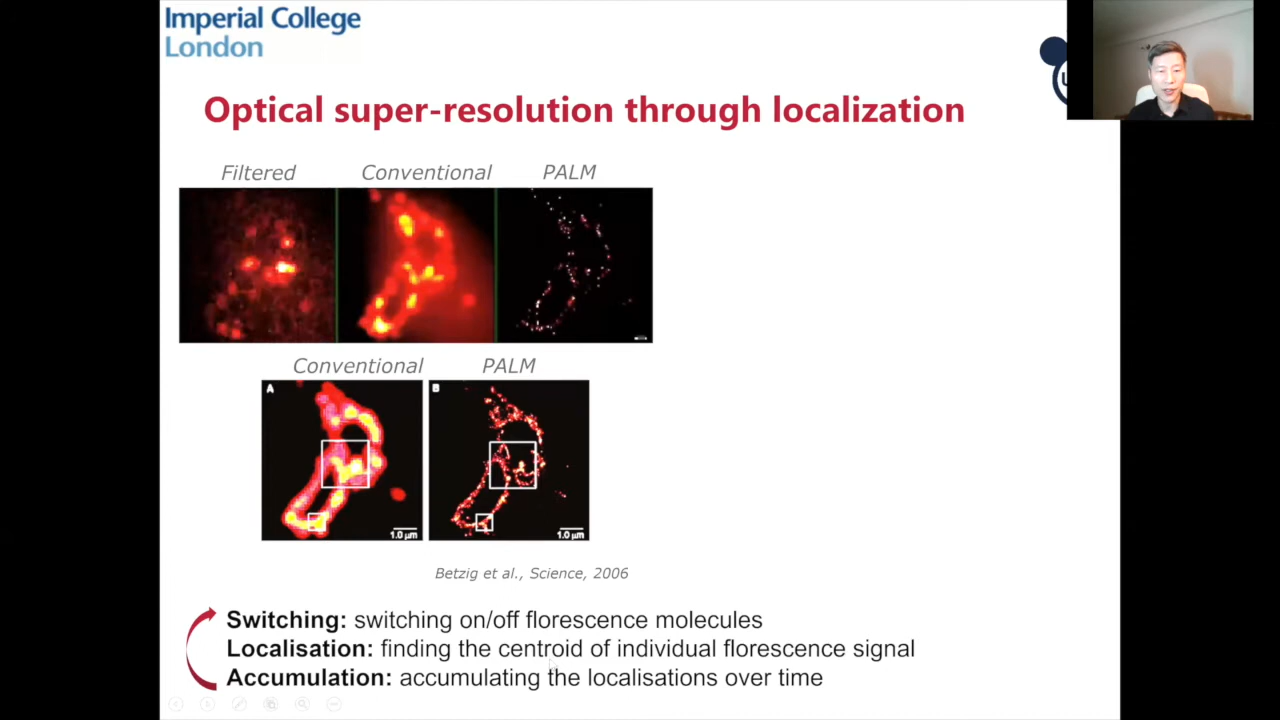 Imperial College
London
Optical super-resolution through localization
Filtered Conventional PALM
Conventional PALM
A B
1.0 μm 1.0 μm
Betzig et al., Science, 2006
Switching: switching on/off florescence molecules
Localisation: finding the centroid of individual florescence signal
Accumulation: accumulating the localisations over time